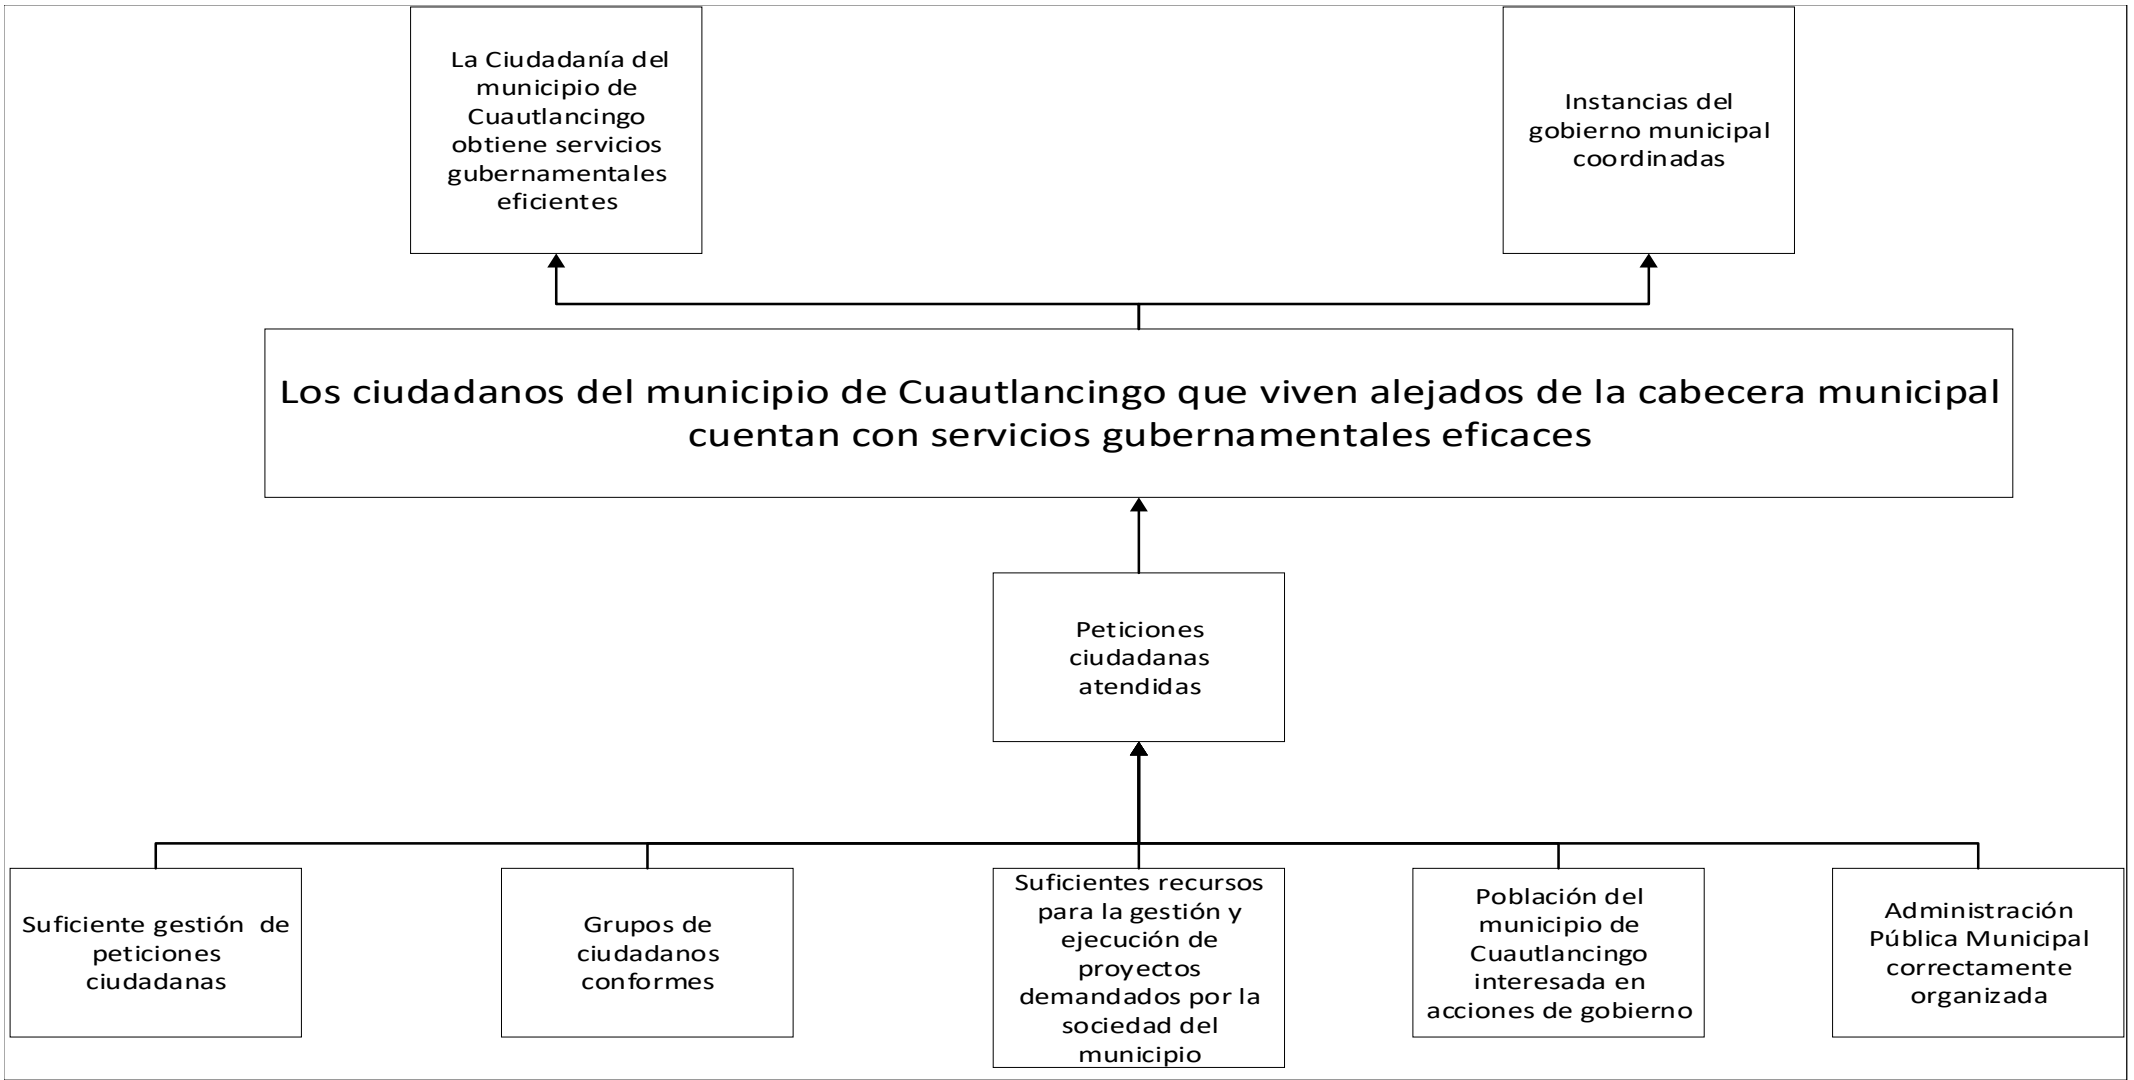 La Ciudadanía del
municipio de
Cuautlancingo
obtiene servicios
gubernamentales
eficientes
Instancias del
gobierno municipal
coordinadas
Los ciudadanos del municipio de Cuautlancingo que viven alejados de la cabecera municipal
cuentan con servicios gubernamentales eficaces
Peticiones
ciudadanas
atendidas
Suficiente gestión  de
peticiones
ciudadanas
Grupos de
ciudadanos
conformes
Suficientes recursos
para la gestión y
ejecución de
proyectos
demandados por la
sociedad del
municipio
Población del
municipio de
Cuautlancingo
interesada en
acciones de gobierno
Administración
Pública Municipal
correctamente
organizada